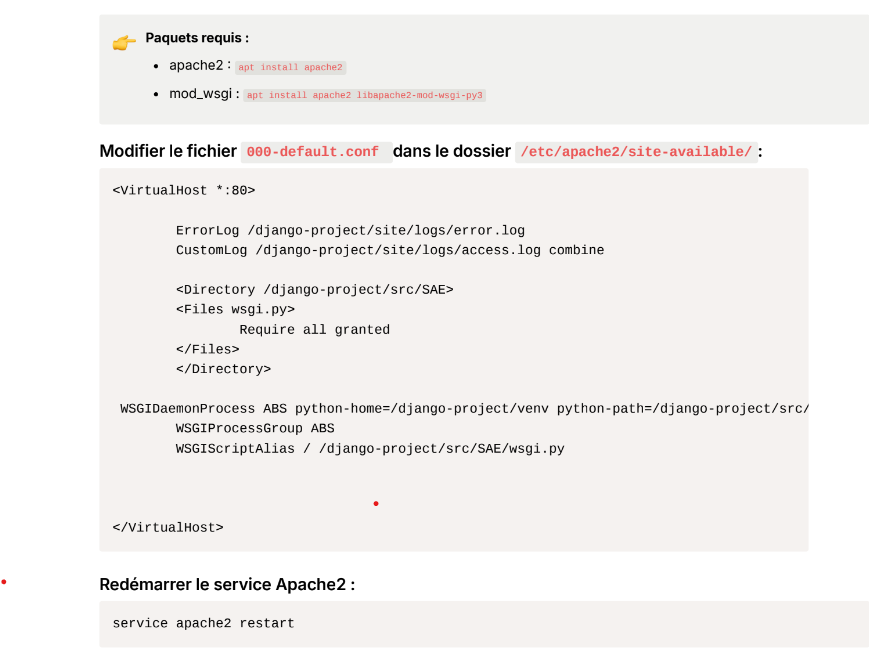 Paquets requis :
• apache2 : apt install apache2
• mod_wsgi : apt install apache2 libapache2-mod-wsgi-py3
Modifier le fichier 000-default.conf dans le dossier /etc/apache2/site-available/ :
<VirtualHost *:80>
ErrorLog /django-project/site/logs/error.log
CustomLog /django-project/site/logs/access.log combine
<Directory /django-project/src/SAE>
<Files wsgi.py>
Require all granted
</Files>
</Directory>
WSGIDaemonProcess ABS python-home=/django-project/venv python-path=/django-project/src/
WSGIProcessGroup ABS
WSGIScriptAlias / /django-project/src/SAE/wsgi.py
</VirtualHost>
Redémarrer le service Apache2 :
service apache2 restart